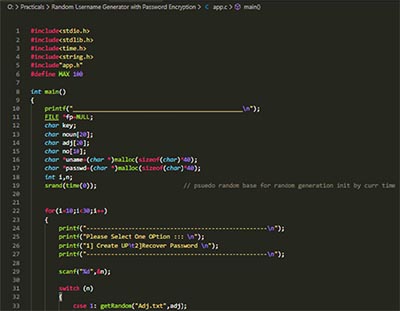 O: > Practicals > Random Username Generator with Password Encryption > C app.c > main()
1 #include<stdio.h>
2 #include<stdlib.h>
3 #include<time.h>
4 #include<string.h>
5 #include"app.h"
6 #define MAX 100
7
8 int main()
9 {
10 printf("________________________________________\n");
11 FILE *fp=NULL;
12 char key;
13 char noun[20];
14 char adj[20];
15 char no[10];
16 char *uname=(char *)malloc(sizeof(char)*40);
17 char *passwd=(char *)malloc(sizeof(char)*40);
18 int i,n;
19 srand(time(0)); // psuedo random base for random generation init by curr time
20
21
22 for(i=10;i<30;i++)
23 {
24 printf("--------------------------------------------------\n");
25 printf("Please Select One OPtion ::: \n");
26 printf("1] Create UP\t2]Recover Password \n");
27 printf("--------------------------------------------------\n");
28
29 scanf("%d",&n);
30
31 switch (n)
32 {
33 case 1: getRandom("Adj.txt",adj);